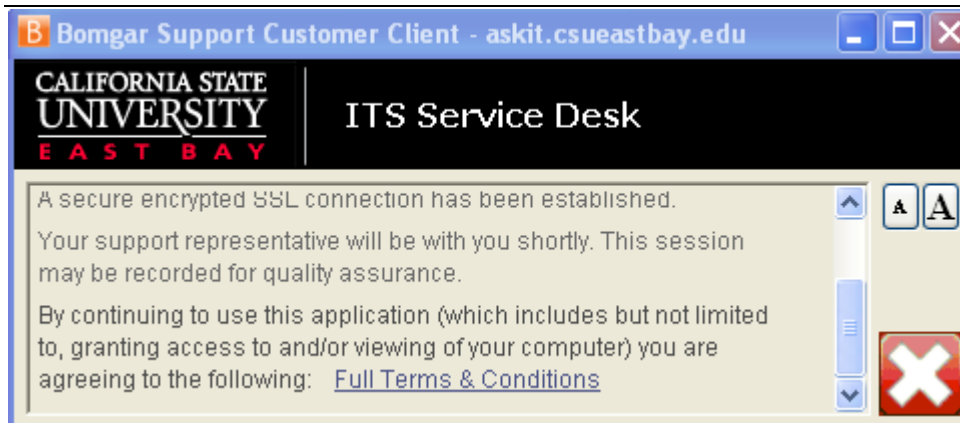 B Bomgar Support Customer Client - askit.csueastbay.edu
CALIFORNIA STATE
UNIVERSITY
EAST BAY
ITS Service Desk
A secure encrypted SSL connection has been established.
Your support representative will be with you shortly. This session
may be recorded for quality assurance.
By continuing to use this application (which includes but not limited
to, granting access to and/or viewing of your computer) you are
agreeing to the following: Full Terms & Conditions
A A